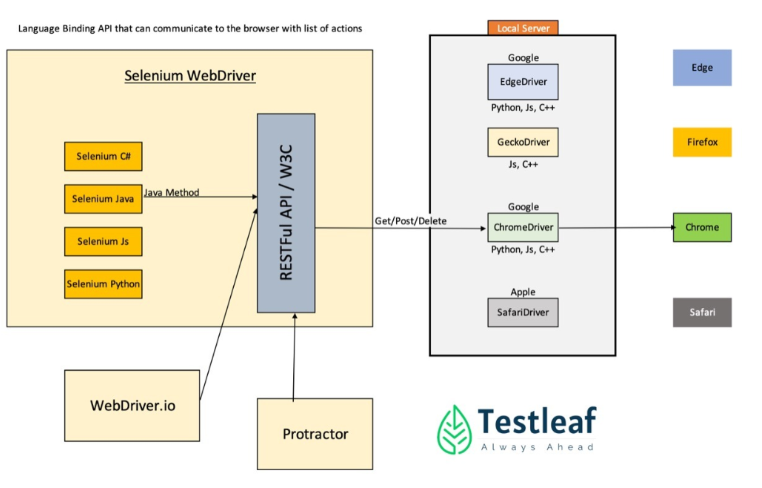 Language Binding API that can communicate to the browser with list of actions
Selenium WebDriver
Selenium C#
Selenium Java
Java Method
Selenium Js
Selenium Python
RESTFul API / W3C
WebDriver.io
Protractor
Get/Post/Delete
Local Server
Google
EdgeDriver
Python, Js, C++
GeckoDriver
Js, C++
Google
ChromeDriver
Python, Js, C++
Apple
SafariDriver
Edge
Firefox
Chrome
Safari
Testleaf
Always Ahead